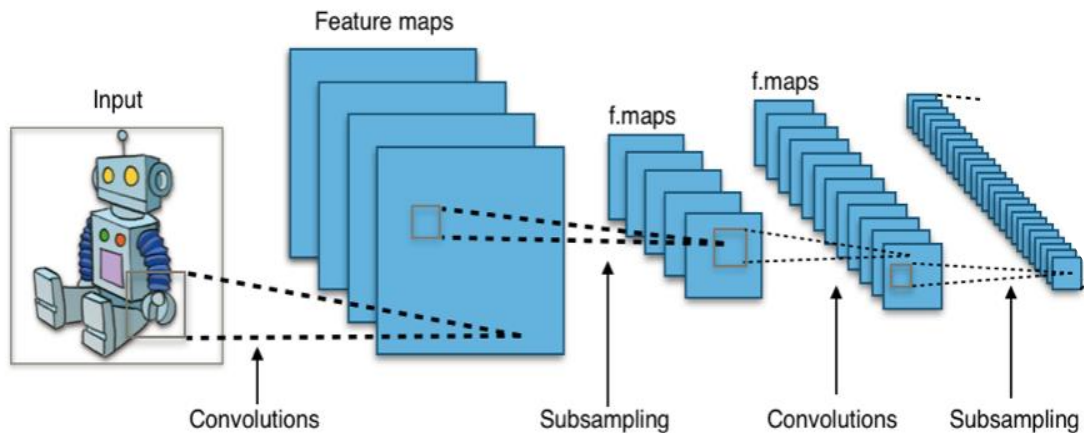 Feature maps
Input
f.maps
f.maps
Convolutions
Subsampling
Convolutions
Subsampling